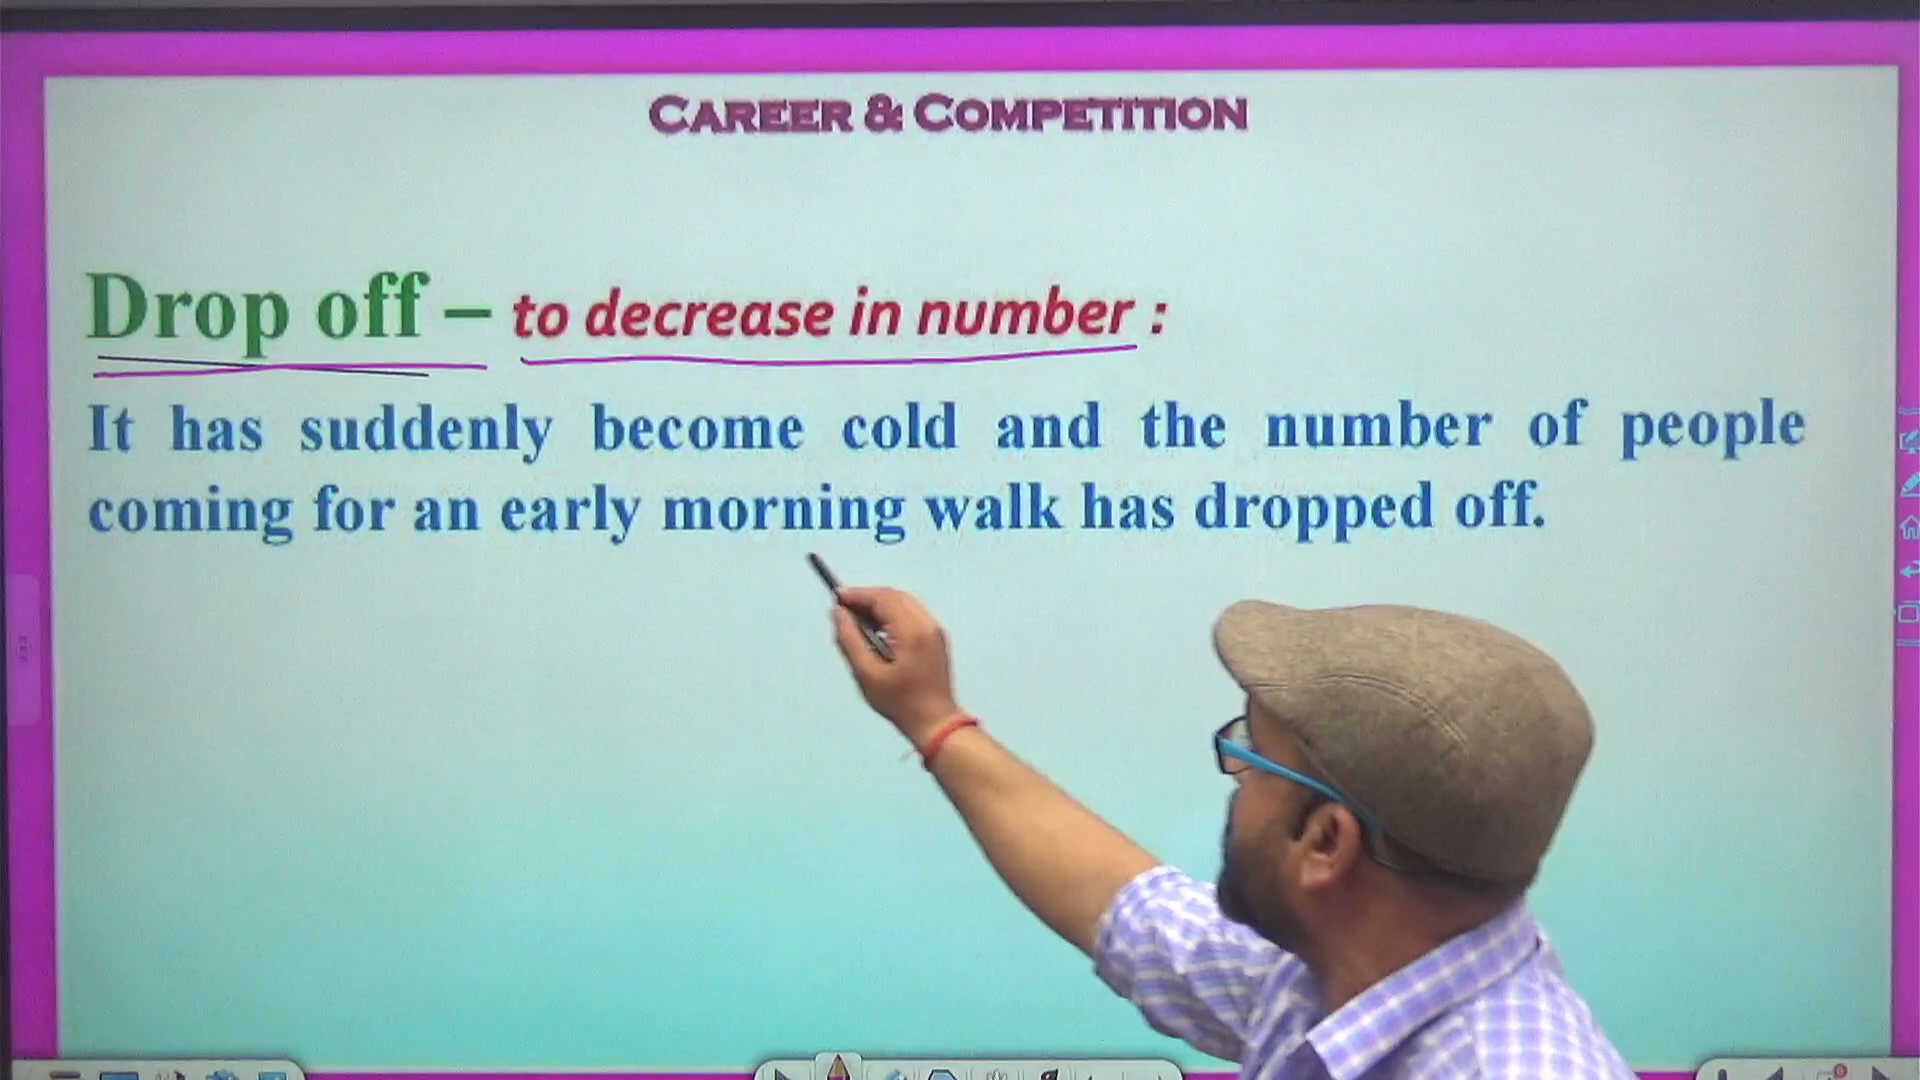 CAREER & COMPETITION
Drop off – to decrease in number :
It has suddenly become cold and the number of people
coming for an early morning walk has dropped off.